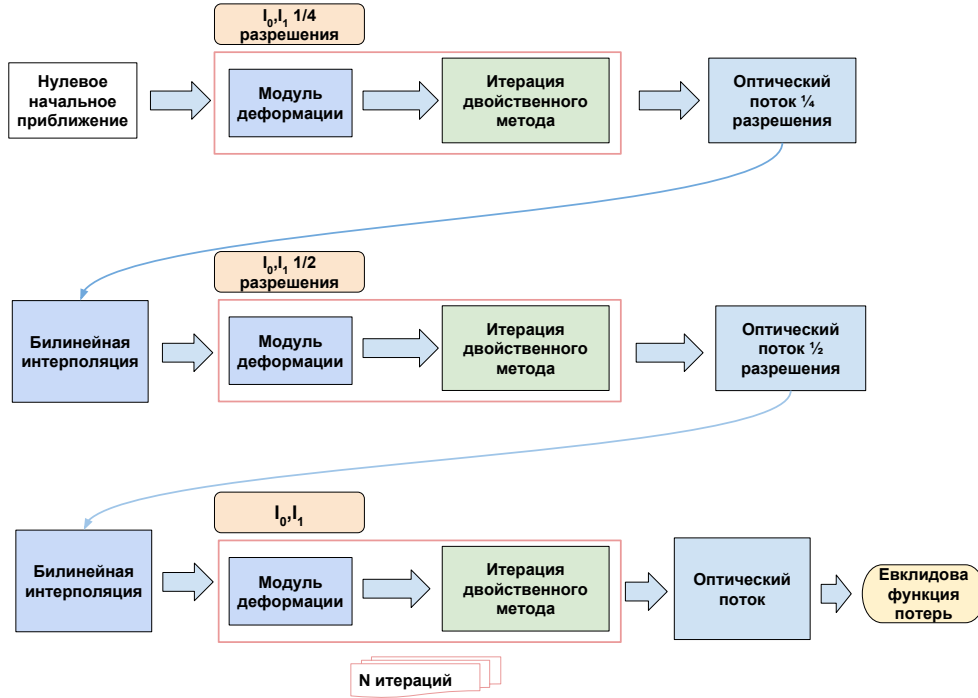 I₀,I₁ 1/4
разрешения
Нулевое
начальное
приближение
Модуль
деформации
Итерация
двойственного
метода
Оптический
поток ¼
разрешения
I₀,I₁ 1/2
разрешения
Билинейная
интерполяция
Модуль
деформации
Итерация
двойственного
метода
Оптический
поток ½
разрешения
I₀,I₁
Билинейная
интерполяция
Модуль
деформации
Итерация
двойственного
метода
Оптический
поток
Евклидова
функция
потерь
N итераций